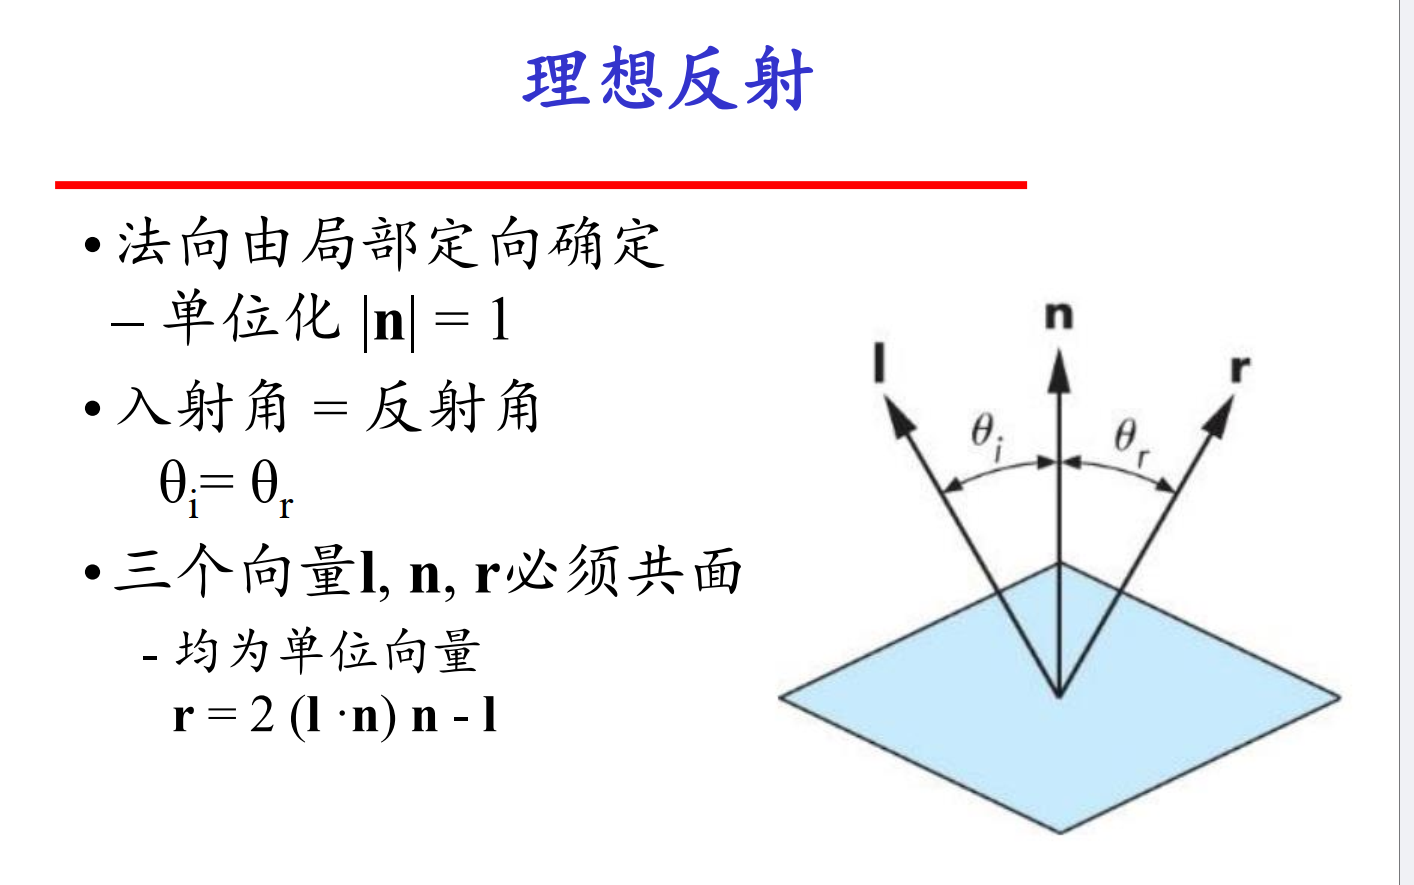 理想反射
•法向由局部定向确定
– 单位化 |n| = 1
•入射角 = 反射角
θi= θr
•三个向量l, n, r必须共面
- 均为单位向量
r = 2 (l ·n) n - l
n
l
r
θi
θr